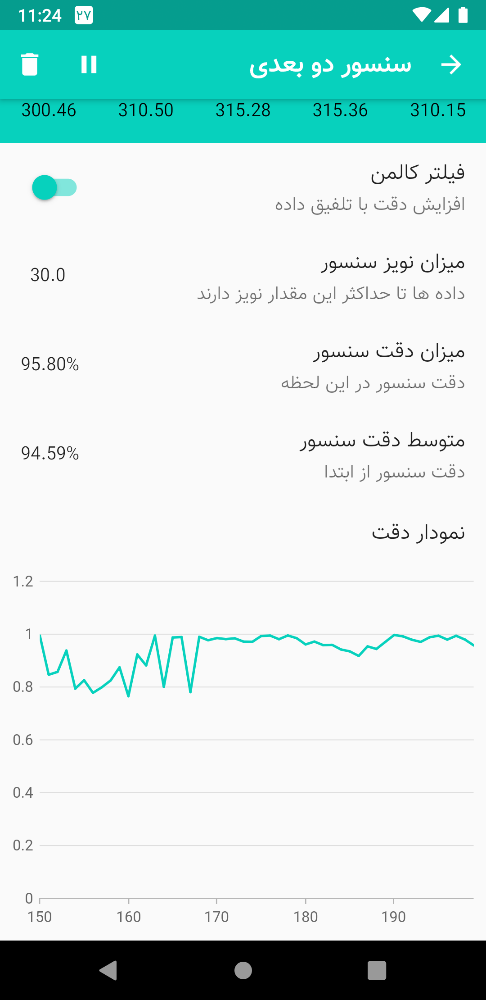 11:24 ۲۷
سنسور دو بعدی
300.46 310.50 315.28 315.36 310.15
فیلتر کالمن
افزایش دقت با تلفیق داده
میزان نویز سنسور
30.0
داده ها تا حداکثر این مقدار نویز دارند
میزان دقت سنسور
95.80%
دقت سنسور در این لحظه
متوسط دقت سنسور
94.59%
دقت سنسور از ابتدا
نمودار دقت
1.2
1
0.8
0.6
0.4
0.2
0
150 160 170 180 190